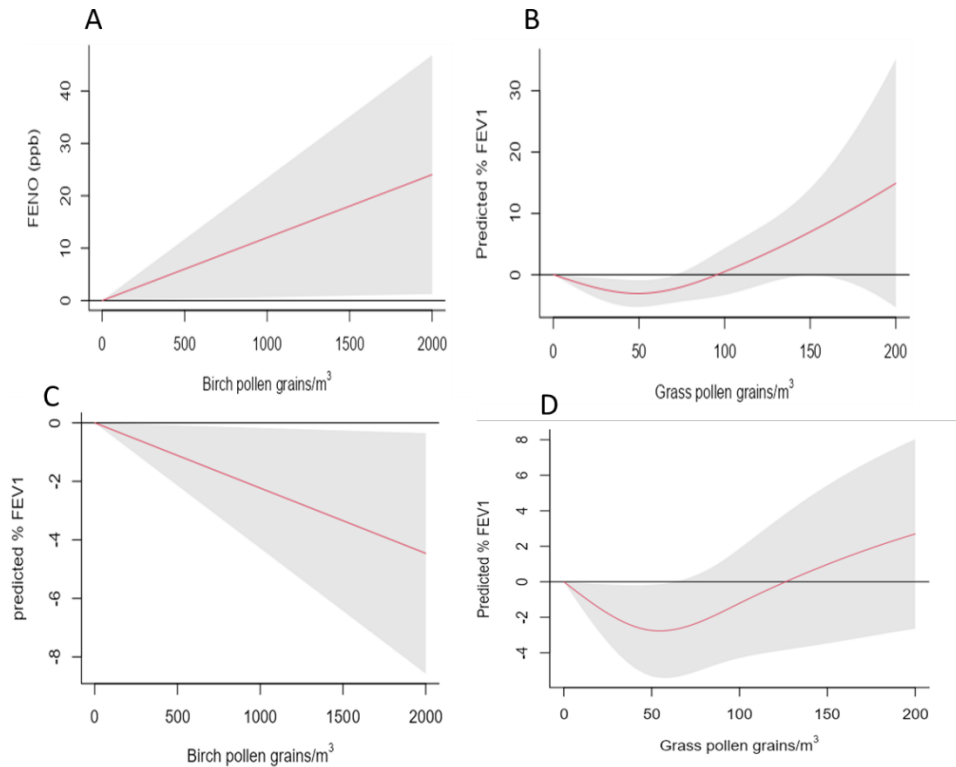 A
FENO (ppb)
40
30
20
10
0
0 500 1000 1500 2000
Birch pollen grains/m³
B
Predicted % FEV1
30
20
10
0
0 50 100 150 200
Grass pollen grains/m³
C
predicted % FEV1
0
-2
-4
-6
-8
0 500 1000 1500 2000
Birch pollen grains/m³
D
Predicted % FEV1
8
6
4
2
0
-2
-4
0 50 100 150 200
Grass pollen grains/m³